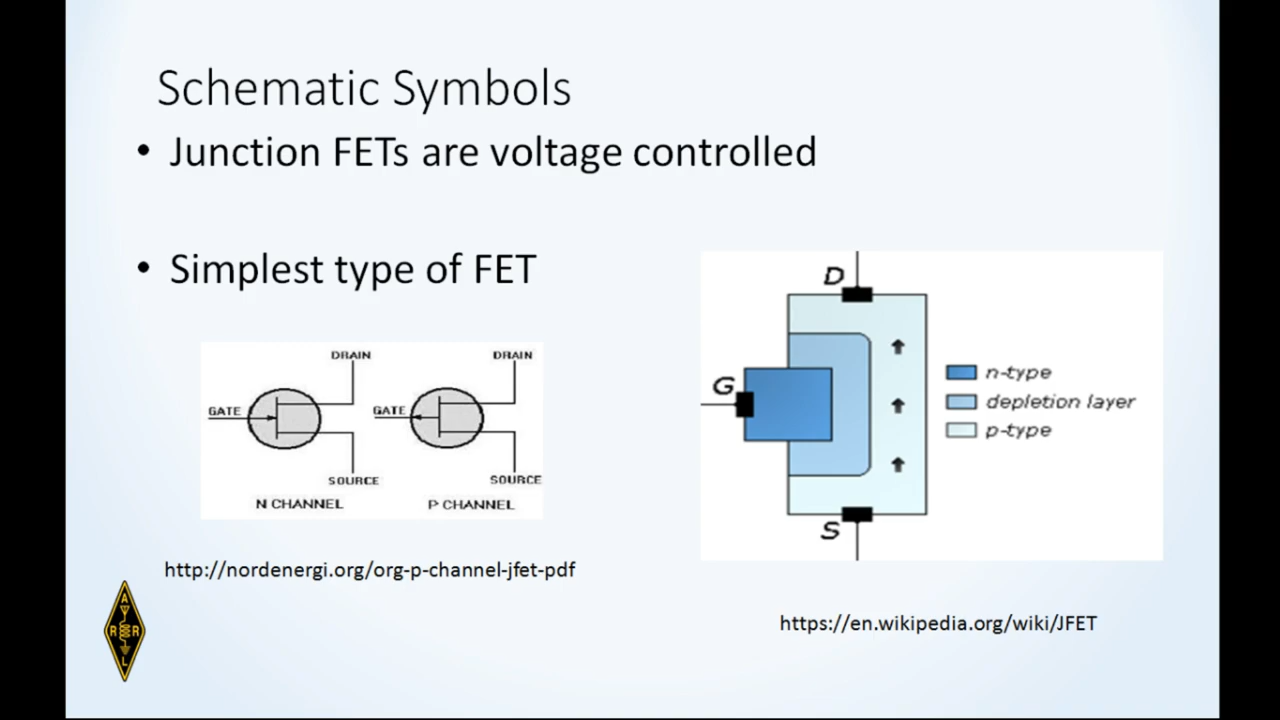 Schematic Symbols
• Junction FETs are voltage controlled
• Simplest type of FET
DRAIN DRAIN
GATE GATE
SOURCE SOURCE
N CHANNEL P CHANNEL
http://nordenergi.org/org-p-channel-jfet-pdf
D
G
S
n-type
depletion layer
p-type
https://en.wikipedia.org/wiki/JFET
A
R R
L